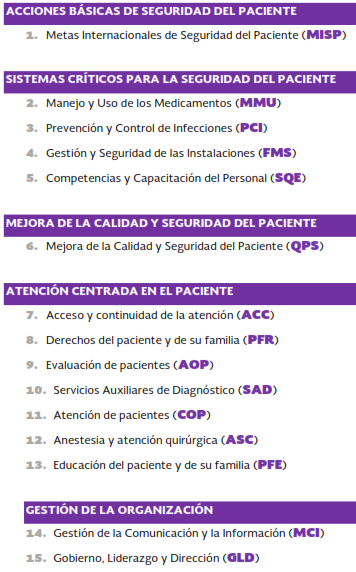 ACCIONES BÁSICAS DE SEGURIDAD DEL PACIENTE
1. Metas Internacionales de Seguridad del Paciente (MISP)
SISTEMAS CRÍTICOS PARA LA SEGURIDAD DEL PACIENTE
2. Manejo y Uso de los Medicamentos (MMU)
3. Prevención y Control de Infecciones (PCI)
4. Gestión y Seguridad de las Instalaciones (FMS)
5. Competencias y Capacitación del Personal (SQE)
MEJORA DE LA CALIDAD Y SEGURIDAD DEL PACIENTE
6. Mejora de la Calidad y Seguridad del Paciente (QPS)
ATENCIÓN CENTRADA EN EL PACIENTE
7. Acceso y continuidad de la atención (ACC)
8. Derechos del paciente y de su familia (PFR)
9. Evaluación de pacientes (AOP)
10. Servicios Auxiliares de Diagnóstico (SAD)
11. Atención de pacientes (COP)
12. Anestesia y atención quirúrgica (ASC)
13. Educación del paciente y de su familia (PFE)
GESTIÓN DE LA ORGANIZACIÓN
14. Gestión de la Comunicación y la Información (MCI)
15. Gobierno, Liderazgo y Dirección (GLD)